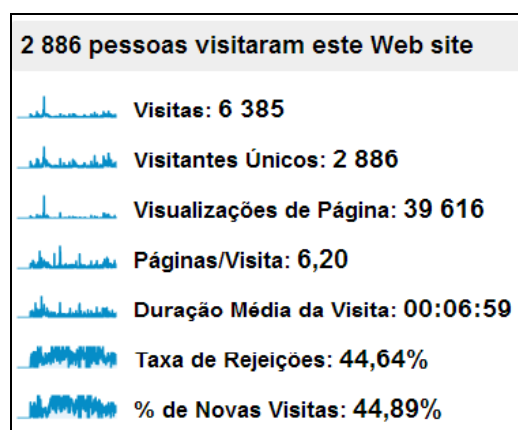 2 886 pessoas visitaram este Web site
Visitas: 6 385
Visitantes Únicos: 2 886
Visualizações de Página: 39 616
Páginas/Visita: 6,20
Duração Média da Visita: 00:06:59
Taxa de Rejeições: 44,64%
% de Novas Visitas: 44,89%